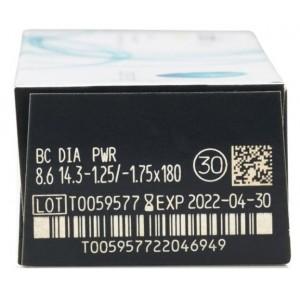 BC DIA PWR
8.6 14.3-1.25/-1.75x180 30
LOT T0059577 EXP 2022-04-30
T005957722046949